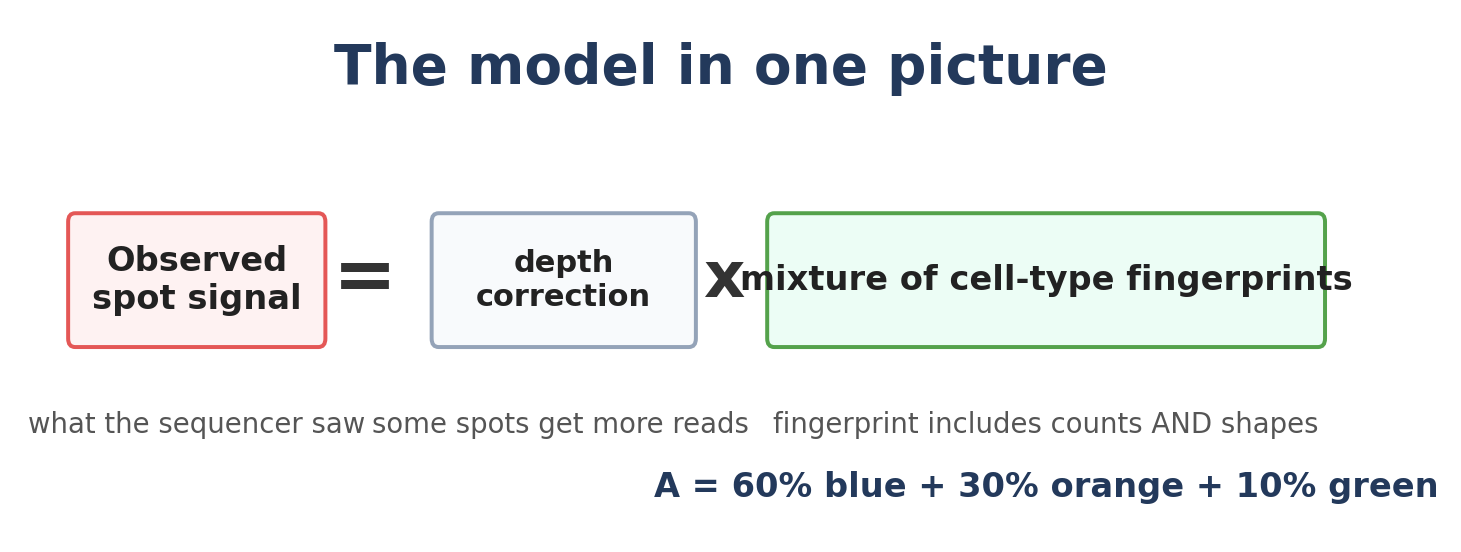 The model in one picture
Observed
spot signal
=
depth
correction
x
mixture of cell-type fingerprints
what the sequencer saw
some spots get more reads
fingerprint includes counts AND shapes
A = 60% blue + 30% orange + 10% green